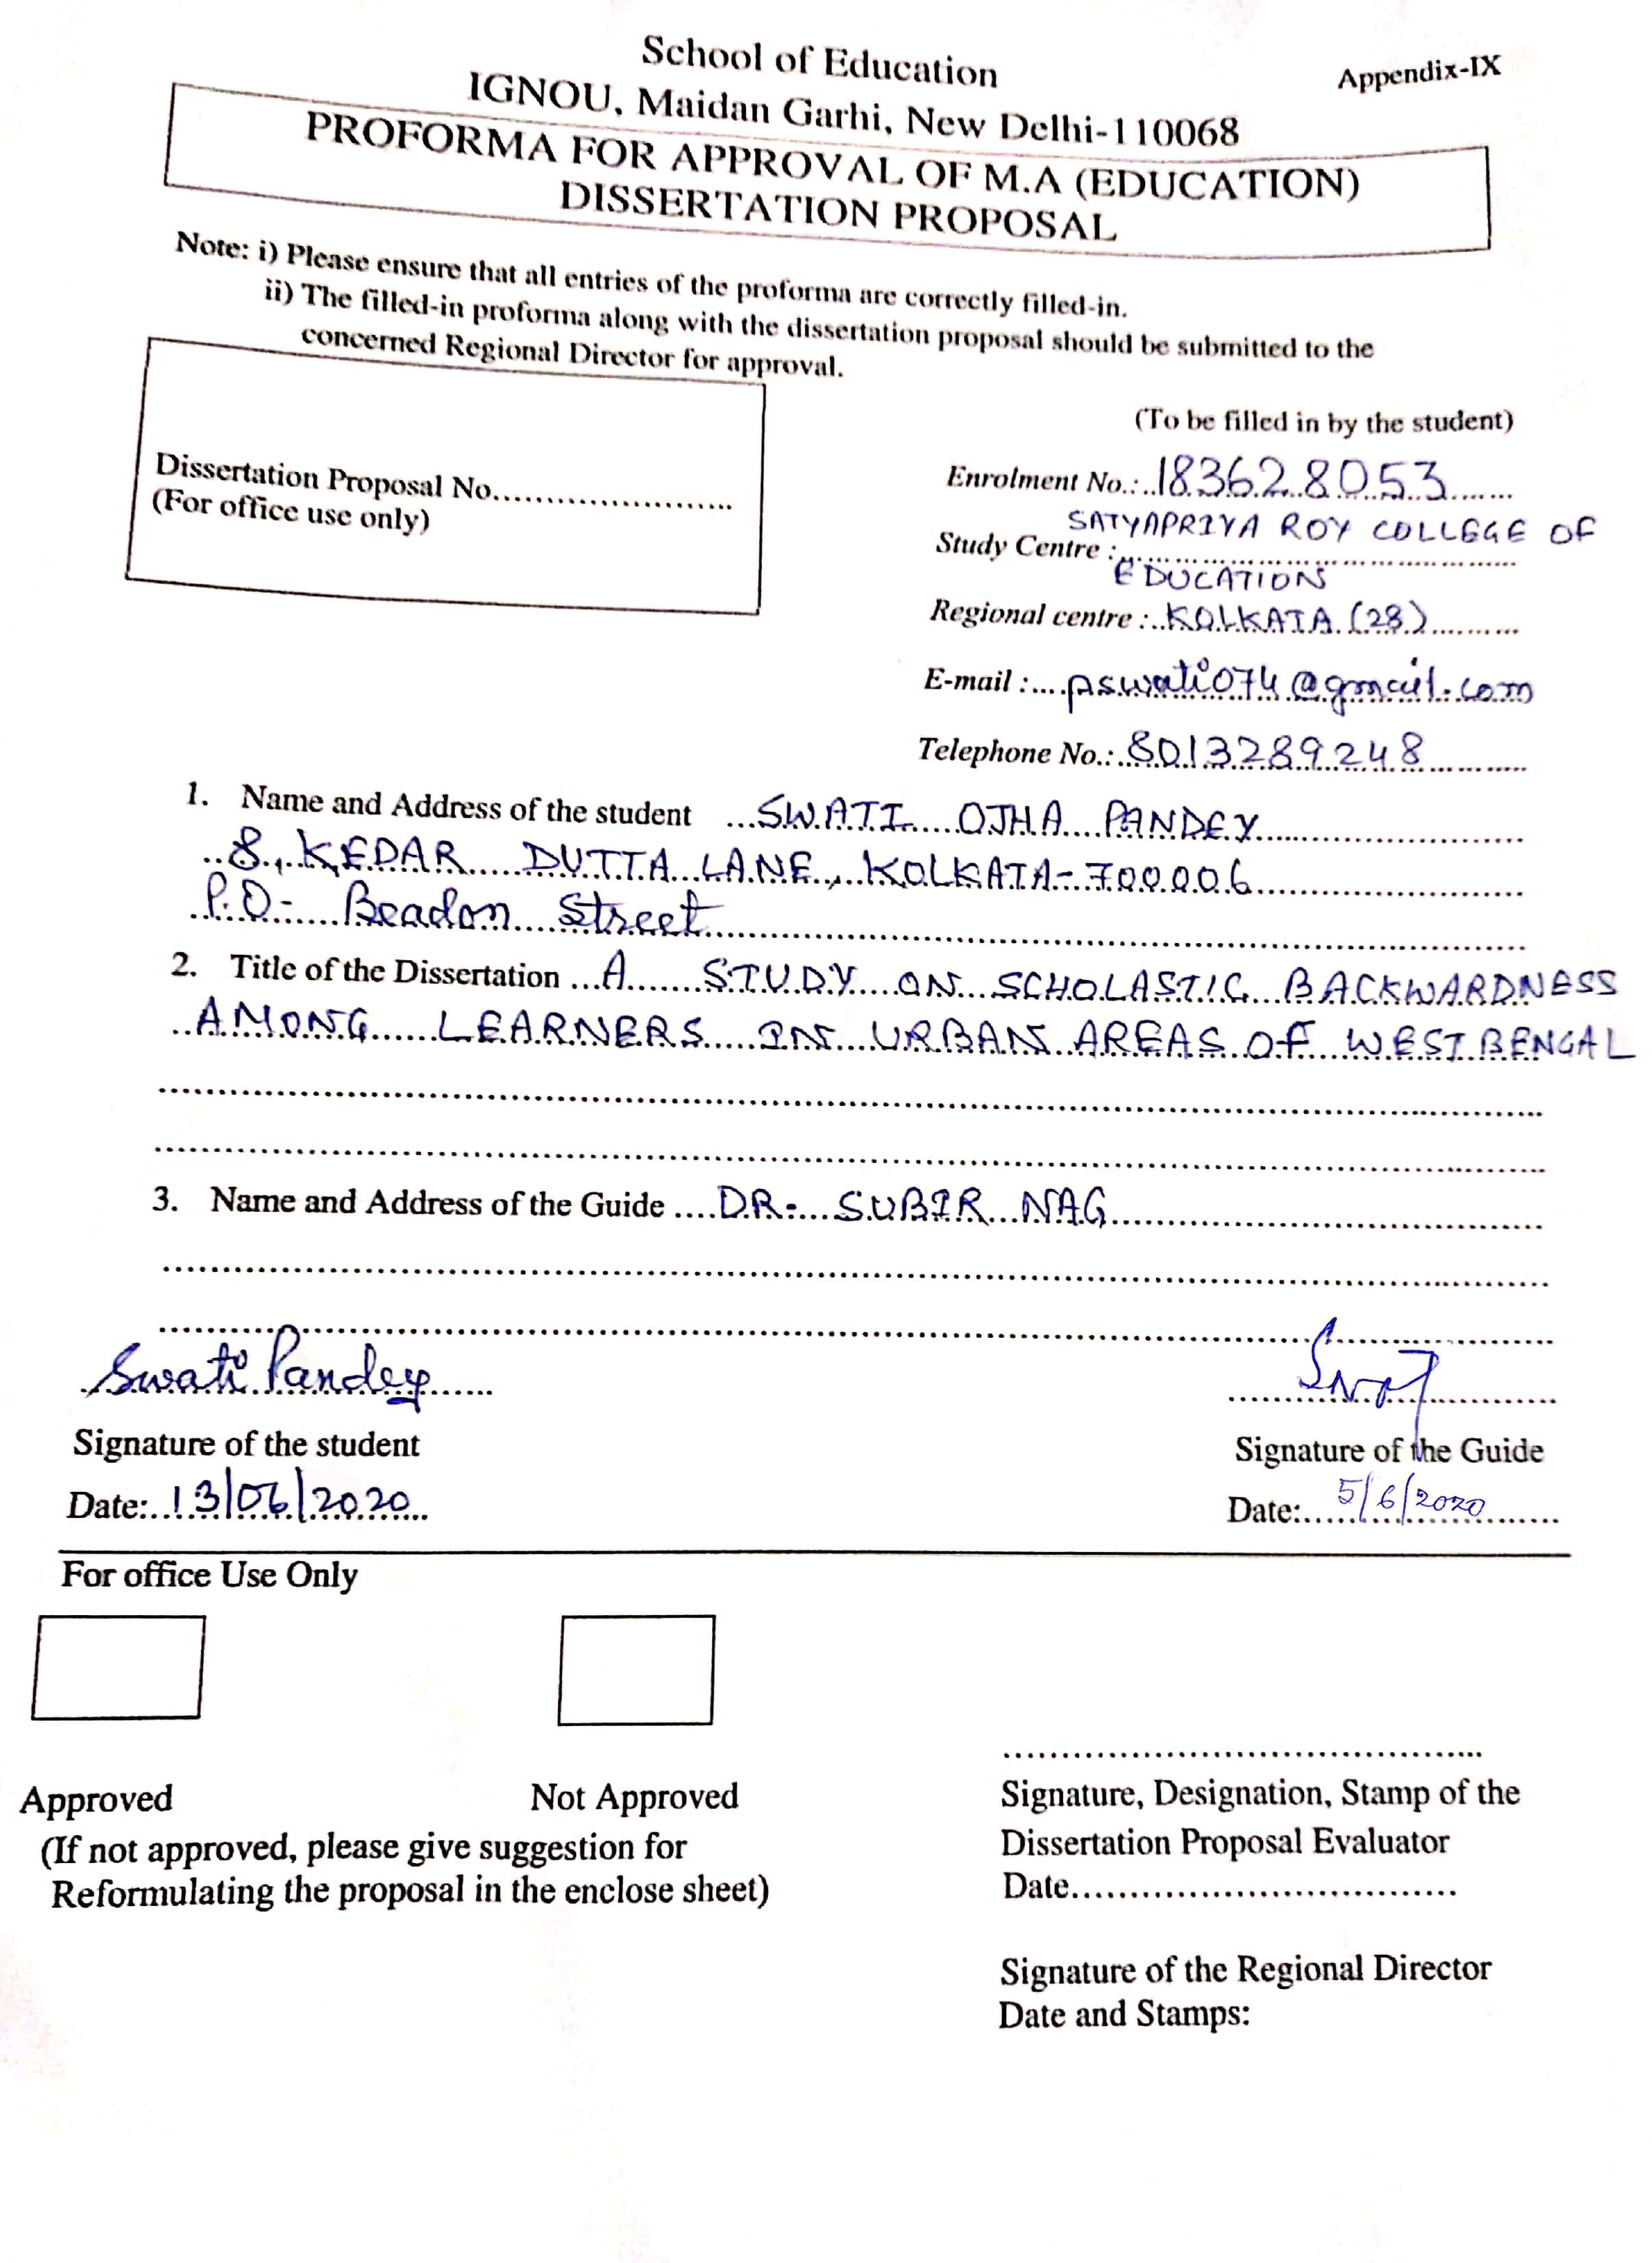 School of Education
Appendix-IX
IGNOU, Maidan Garhi, New Delhi-110068
PROFORMA FOR APPROVAL OF M.A (EDUCATION)
DISSERTATION PROPOSAL
Note: i) Please ensure that all entries of the proforma are correctly filled-in.
ii) The filled-in proforma along with the dissertation proposal should be submitted to the
concerned Regional Director for approval.
(To be filled in by the student)
Dissertation Proposal No........................
(For office use only)
Enrolment No.: 183628053
SATYAPRIYA ROY COLLEGE OF
Study Centre :
EDUCATION
Regional centre : KOLKATA (28)
E-mail : pswati074@gmail.com
Telephone No.: 8013289248
1. Name and Address of the student SWATI OJHA PANDEY
8, KEDAR DUTTA LANE, KOLKATA-700006
P.O- Beadon Street
2. Title of the Dissertation A STUDY ON SCHOLASTIC BACKWARDNESS
AMONG LEARNERS IN URBAN AREAS OF WEST BENGAL
3. Name and Address of the Guide DR. SUBIR NAG
Swati Pandey
Signature of the student
Signature of the Guide
Date: 13/06/2020
Date: 5/6/2020
For office Use Only
Approved
Not Approved
(If not approved, please give suggestion for
Reformulating the proposal in the enclose sheet)
Signature, Designation, Stamp of the
Dissertation Proposal Evaluator
Date.................................
Signature of the Regional Director
Date and Stamps: